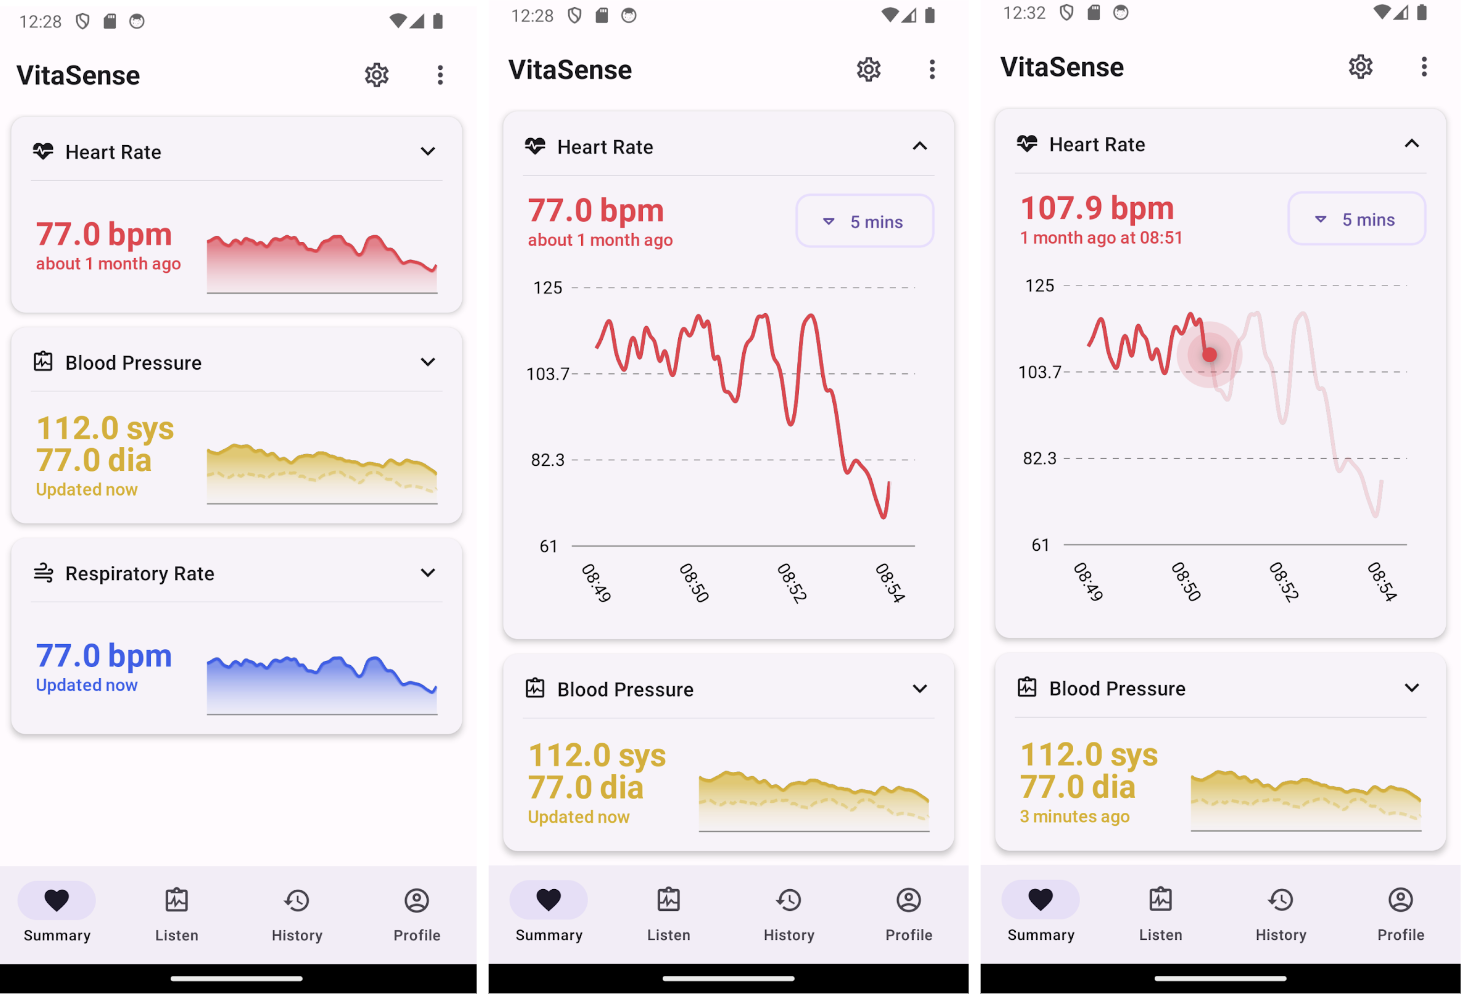 12:28
VitaSense
Heart Rate
77.0 bpm
about 1 month ago
Blood Pressure
112.0 sys
77.0 dia
Updated now
Respiratory Rate
77.0 bpm
Updated now
Summary
Listen
History
Profile
12:28
VitaSense
Heart Rate
77.0 bpm
about 1 month ago
5 mins
125
103.7
82.3
61
08:49
08:50
08:52
08:54
Blood Pressure
112.0 sys
77.0 dia
Updated now
Summary
Listen
History
Profile
12:32
VitaSense
Heart Rate
107.9 bpm
1 month ago at 08:51
5 mins
125
103.7
82.3
61
08:49
08:50
08:52
08:54
Blood Pressure
112.0 sys
77.0 dia
3 minutes ago
Summary
Listen
History
Profile